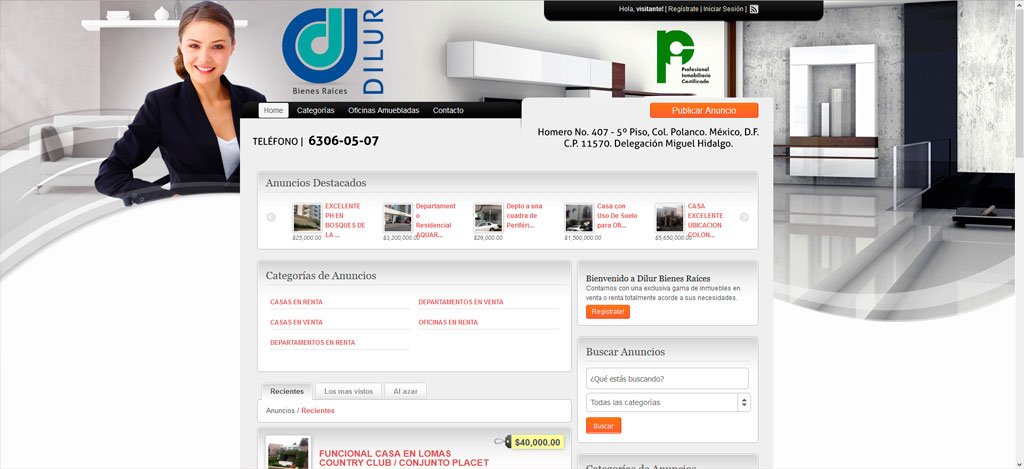 Hola, visitante! [ Regístrate | Iniciar Sesión ]
DILUR
Bienes Raíces
Profesional
Inmobiliario
Certificado
Home Categorías Oficinas Amuebladas Contacto
Publicar Anuncio
TELÉFONO | 6306-05-07
Homero No. 407 - 5º Piso, Col. Polanco. México, D.F.
C.P. 11570. Delegación Miguel Hidalgo.
Anuncios Destacados
EXCELENTE
PH EN
BOSQUES DE
LA ...
$25,000.00
Departament
o
Residencial
AQUAR...
$3,200,000.00
Depto a una
cuadra de
Periféri...
$26,000.00
Casa con
Uso De Suelo
para Ofi...
$1,500,000.00
CASA
EXCELENTE
UBICACION
COLON...
$5,650,000.00
Categorías de Anuncios
CASAS EN RENTA
DEPARTAMENTOS EN VENTA
CASAS EN VENTA
OFICINAS EN RENTA
DEPARTAMENTOS EN RENTA
Bienvenido a Dilur Bienes Raíces
Contamos con una exclusiva gama de inmuebles en
venta o renta totalmente acorde a sus necesidades.
Regístrate!
Buscar Anuncios
¿Qué estás buscando?
Todas las categorías
Buscar
Categorías de Anuncios
Recientes Los mas vistos Al azar
Anuncios / Recientes
$40,000.00
FUNCIONAL CASA EN LOMAS
COUNTRY CLUB / CONJUNTO PLACET